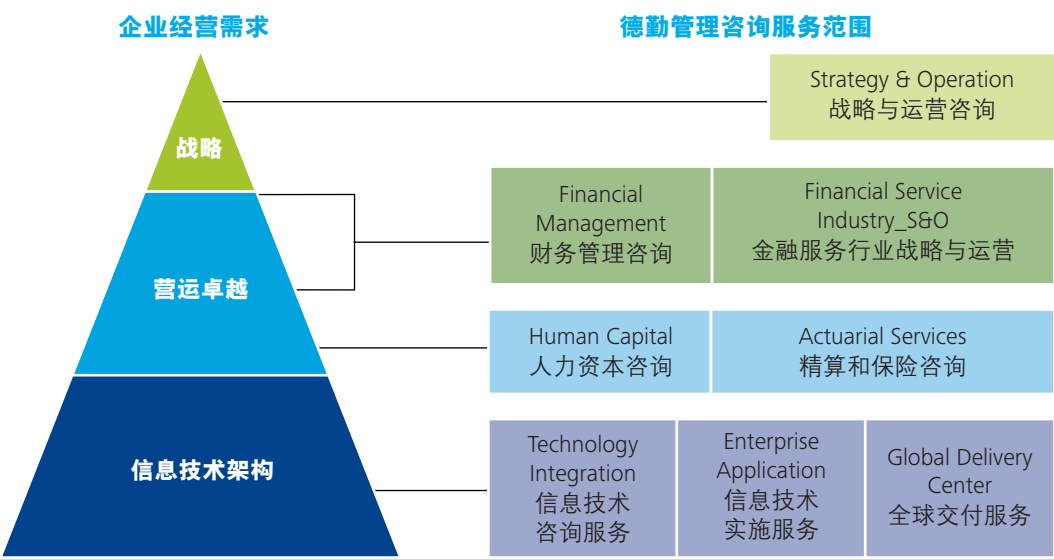 企业经营需求
德勤管理咨询服务范围
战略
Strategy & Operation
战略与运营咨询
营运卓越
Financial
Management
财务管理咨询
Financial Service
Industry_S&O
金融服务行业战略与运营
Human Capital
人力资本咨询
Actuarial Services
精算和保险咨询
信息技术架构
Technology
Integration
信息技术
咨询服务
Enterprise
Application
信息技术
实施服务
Global Delivery
Center
全球交付服务